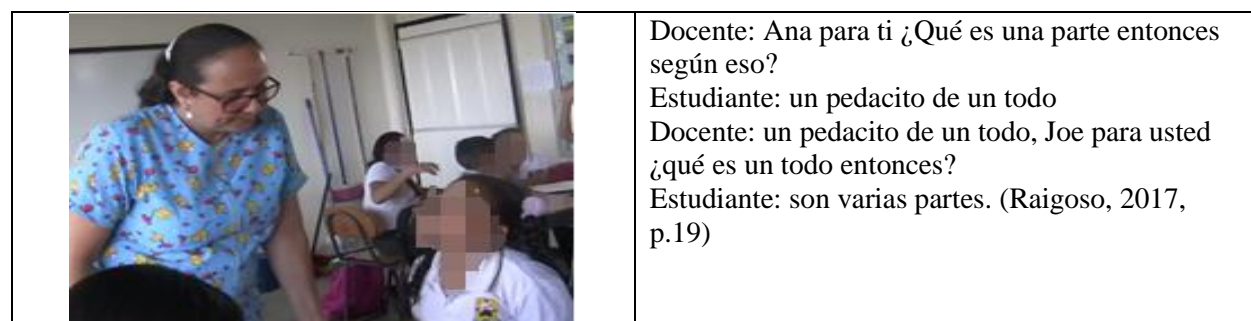 Docente: Ana para ti ¿Qué es una parte entonces
según eso?
Estudiante: un pedacito de un todo
Docente: un pedacito de un todo, Joe para usted
¿qué es un todo entonces?
Estudiante: son varias partes. (Raigoso, 2017,
p.19)